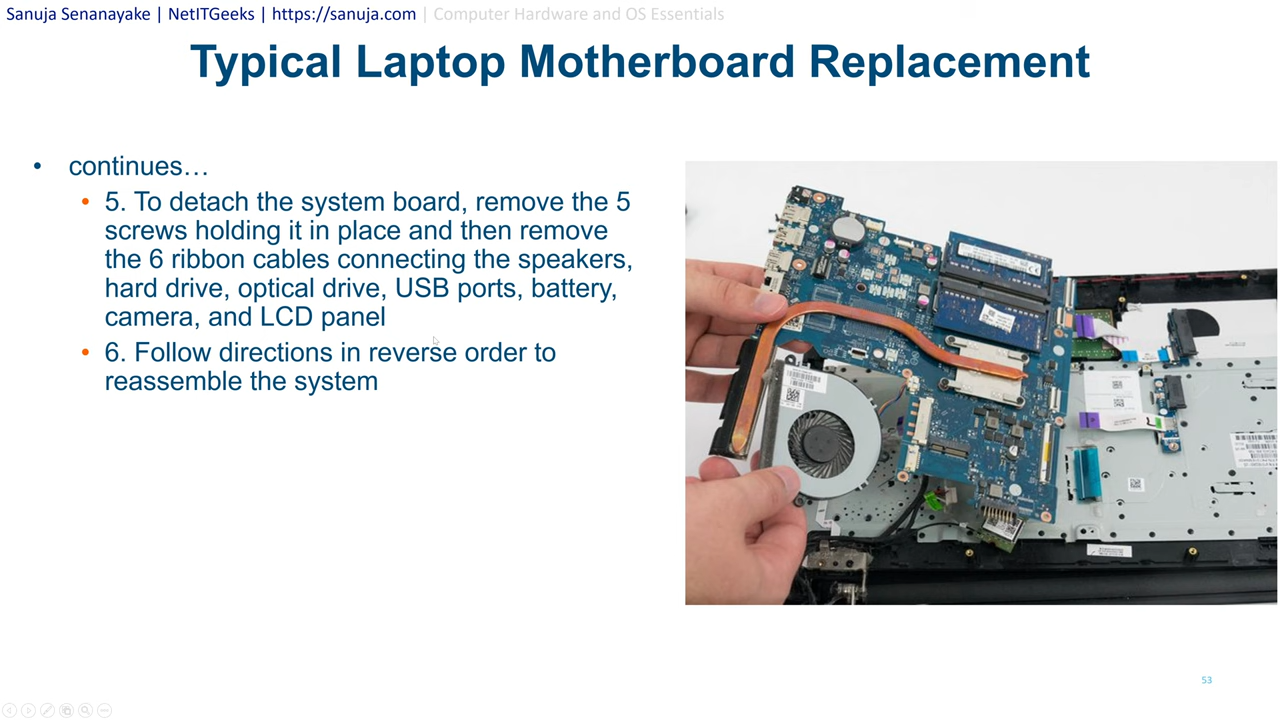 Sanuja Senanayake | NetITGeeks | https://sanuja.com | Computer Hardware and OS Essentials
Typical Laptop Motherboard Replacement
• continues…
• 5. To detach the system board, remove the 5
screws holding it in place and then remove
the 6 ribbon cables connecting the speakers,
hard drive, optical drive, USB ports, battery,
camera, and LCD panel
• 6. Follow directions in reverse order to
reassemble the system
53